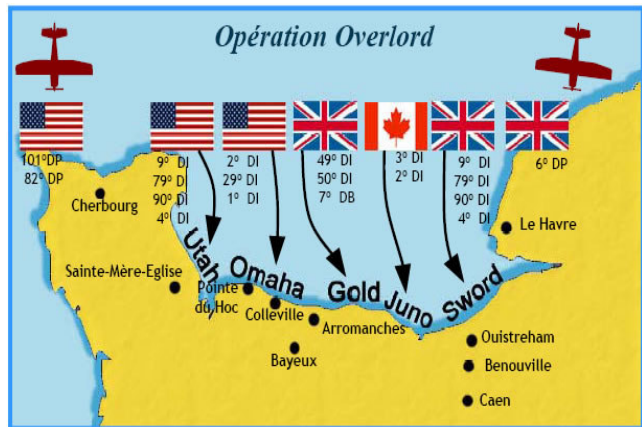 Opération Overlord
101°DP
82° DP
9° DI
79° DI
90° DI
4° DI
2° DI
29° DI
1° DI
49° DI
50° DI
7° DB
3° DI
2° DI
9° DI
79° DI
90° DI
4° DI
6° DP
Cherbourg
Le Havre
Sainte-Mère-Eglise
Utah
Omaha
Gold
Juno
Sword
Pointe
du Hoc
Colleville
Arromanches
Bayeux
Ouistreham
Benouville
Caen